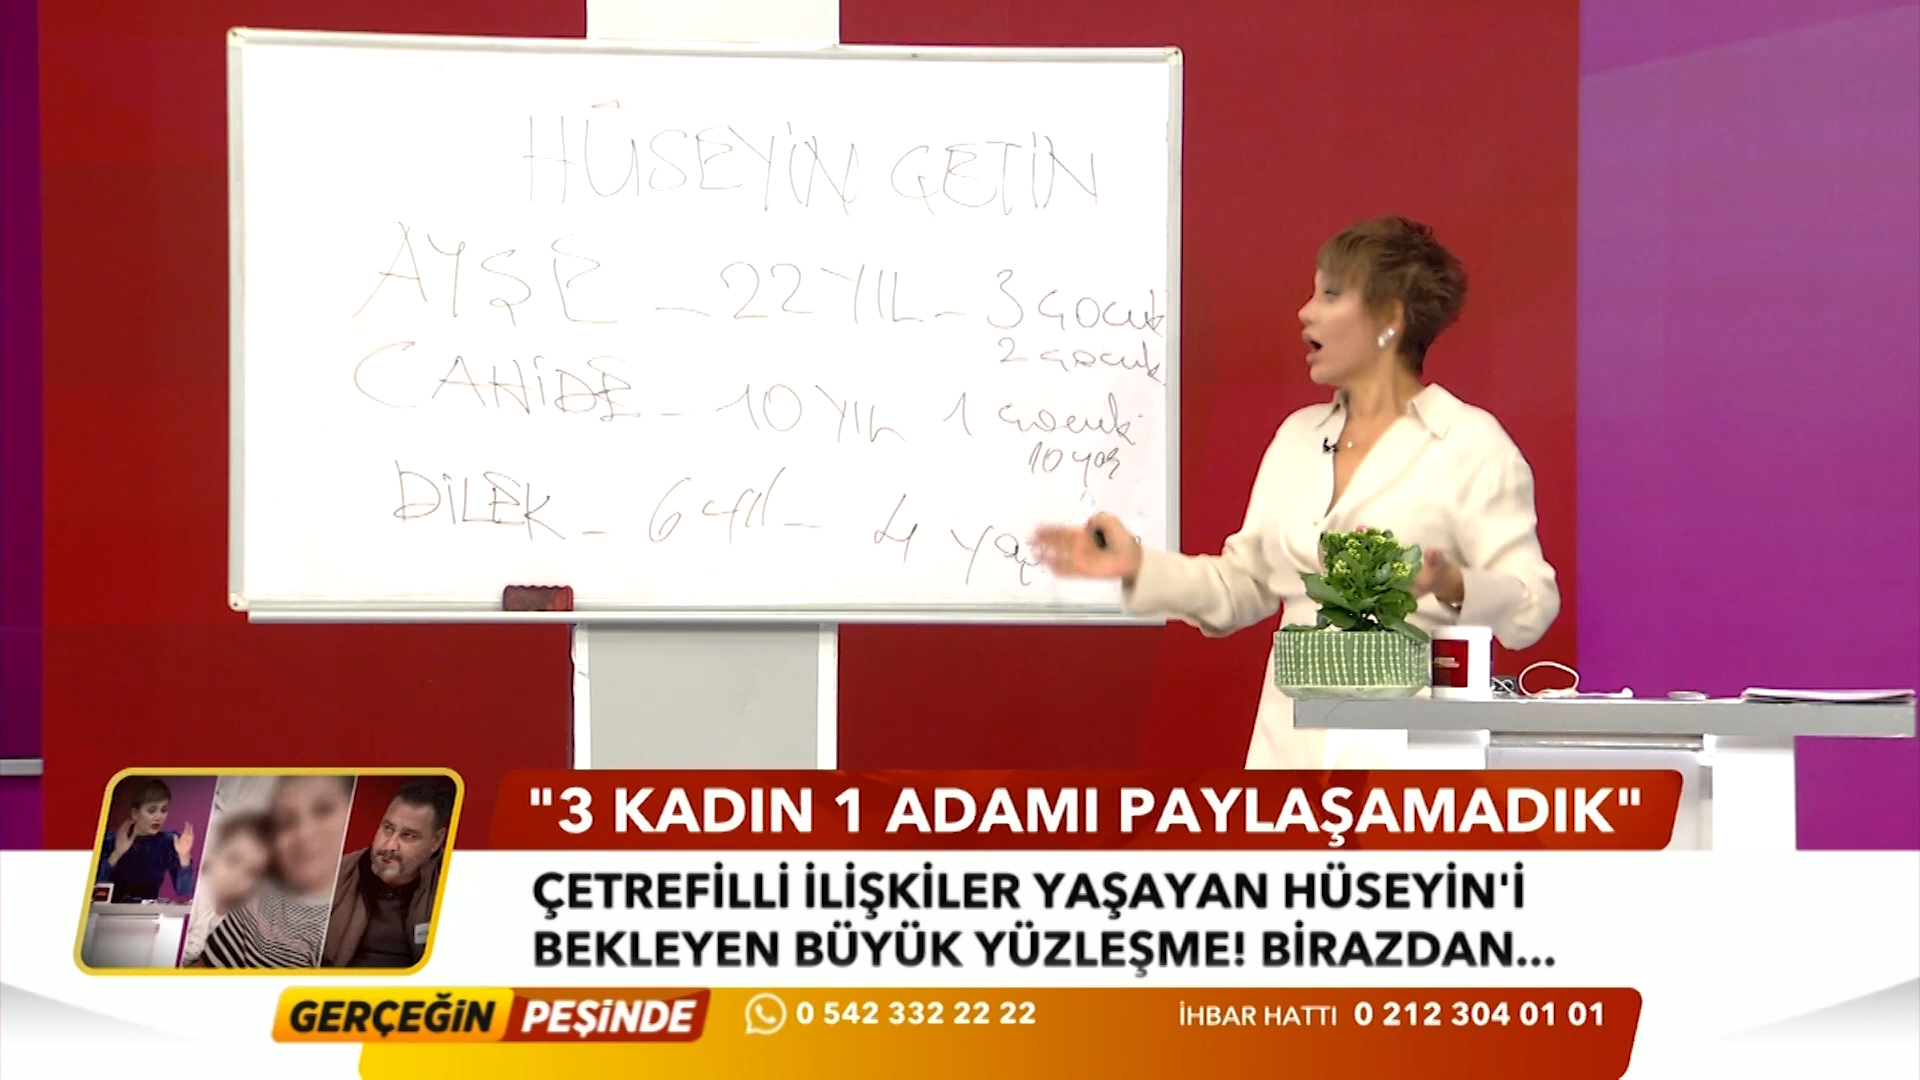 HÜSEYİN ÇETİN
AYŞE - 22 YIL - 3 çocuk
2 çocuk
CAHİDE - 10 YIL 1 çocuk
10 yaş
DİLEK - 6 yıl - 4
"3 KADIN 1 ADAMI PAYLAŞAMADIK"
ÇETREFİLLİ İLİŞKİLER YAŞAYAN HÜSEYİN'İ
BEKLEYEN BÜYÜK YÜZLEŞME! BİRAZDAN...
GERÇEĞİN PEŞİNDE 0 542 332 22 22 İHBAR HATTI 0 212 304 01 01